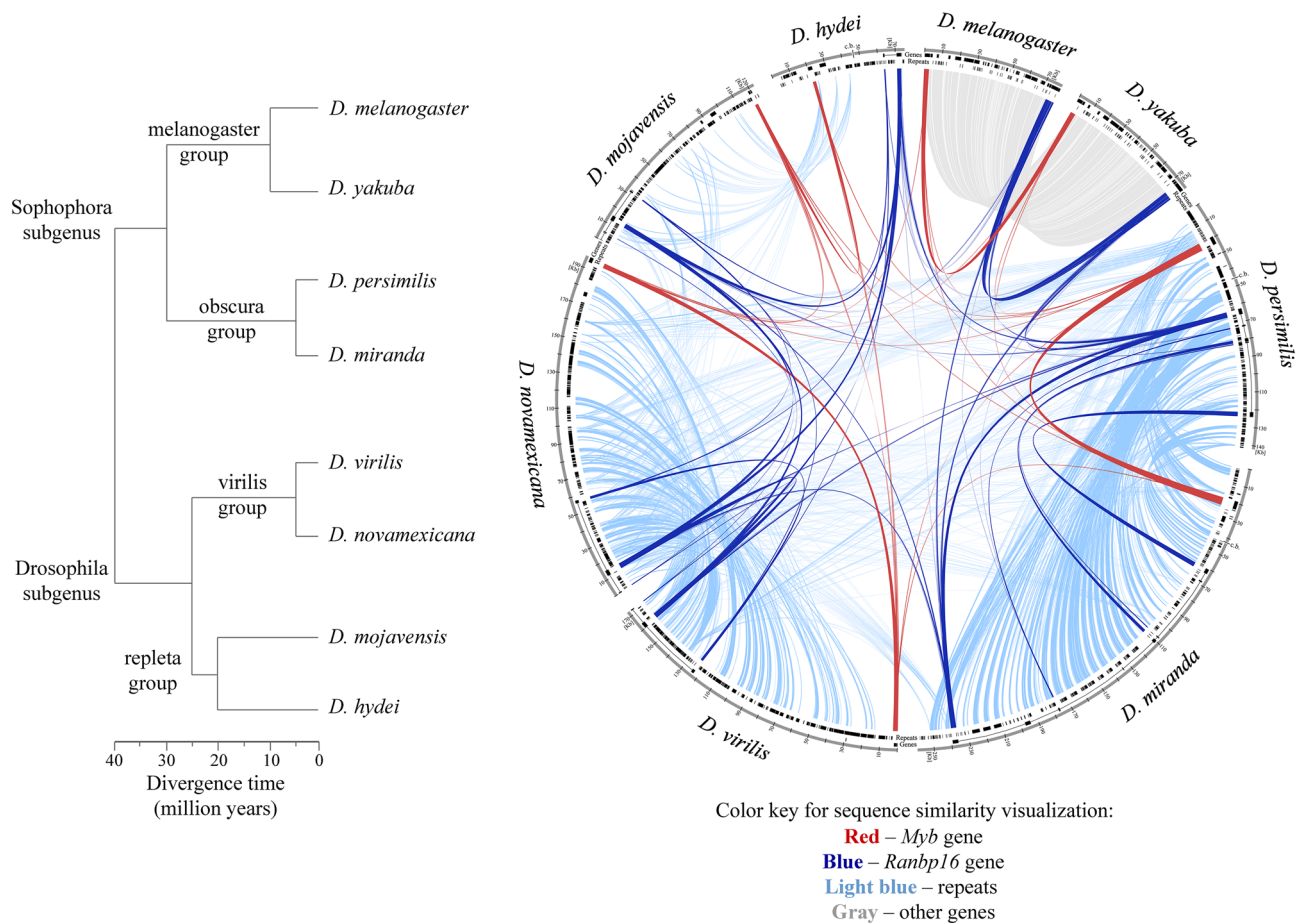 D. melanogaster
melanogaster
group
D. yakuba
Sophophora
subgenus
D. persimilis
obscura
group
D. miranda
D. virilis
virilis
group
D. novamexicana
Drosophila
subgenus
D. mojavensis
repleta
group
D. hydei
40 30 20 10 0
Divergence time
(million years)
D. hydei
D. melanogaster
D. yakuba
D. persimilis
D. miranda
D. virilis
D. novamexicana
D. mojavensis
Genes
Repeats
c.b.
c.b.
c.b.
Repeats
Genes
Color key for sequence similarity visualization:
Red – Myb gene
Blue – Ranbp16 gene
Light blue – repeats
Gray – other genes